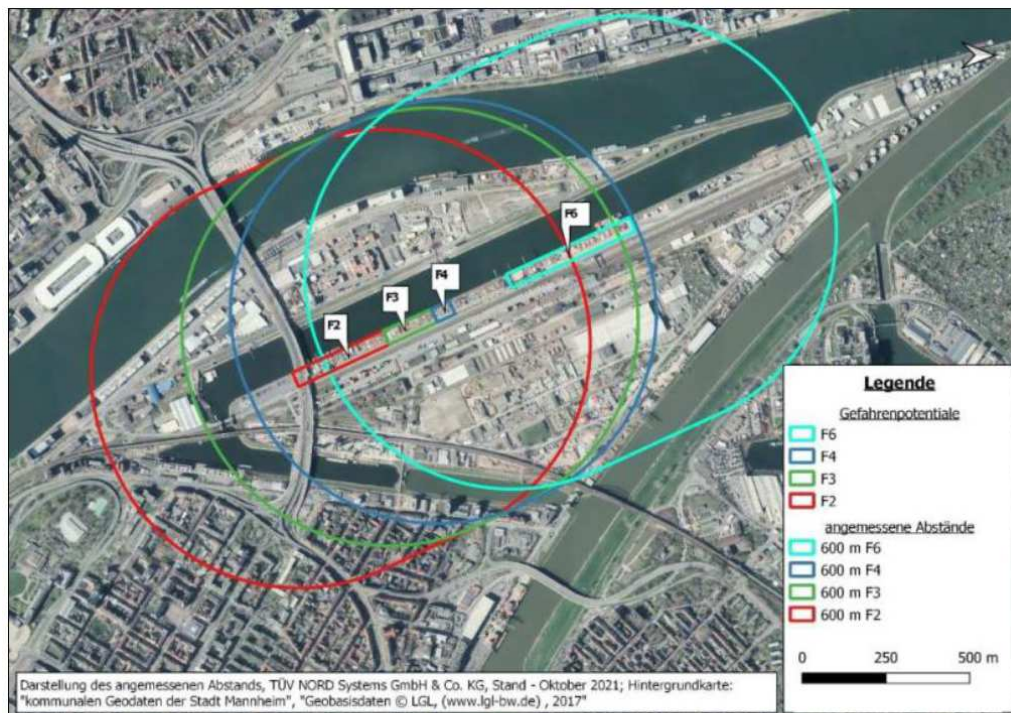 F6
F4
F3
F2
Legende
Gefahrenpotentiale
F6
F4
F3
F2
angemessene Abstände
600 m F6
600 m F4
600 m F3
600 m F2
0 250 500 m
Darstellung des angemessenen Abstands, TÜV NORD Systems GmbH & Co. KG, Stand - Oktober 2021; Hintergrundkarte:
"kommunalen Geodaten der Stadt Mannheim", "Geobasisdaten © LGL, (www.lgl-bw.de) , 2017"